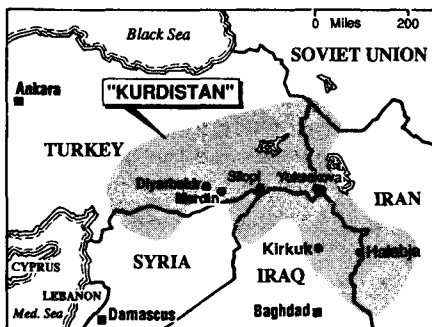 0 Miles 200
Black Sea
SOVIET UNION
Ankara
"KURDISTAN"
TURKEY
Diyarbakir
Mardin
Silopi
Yuksekova
IRAN
SYRIA
Kirkuk
Halabja
CYPRUS
IRAQ
LEBANON
Med. Sea
Damascus
Baghdad